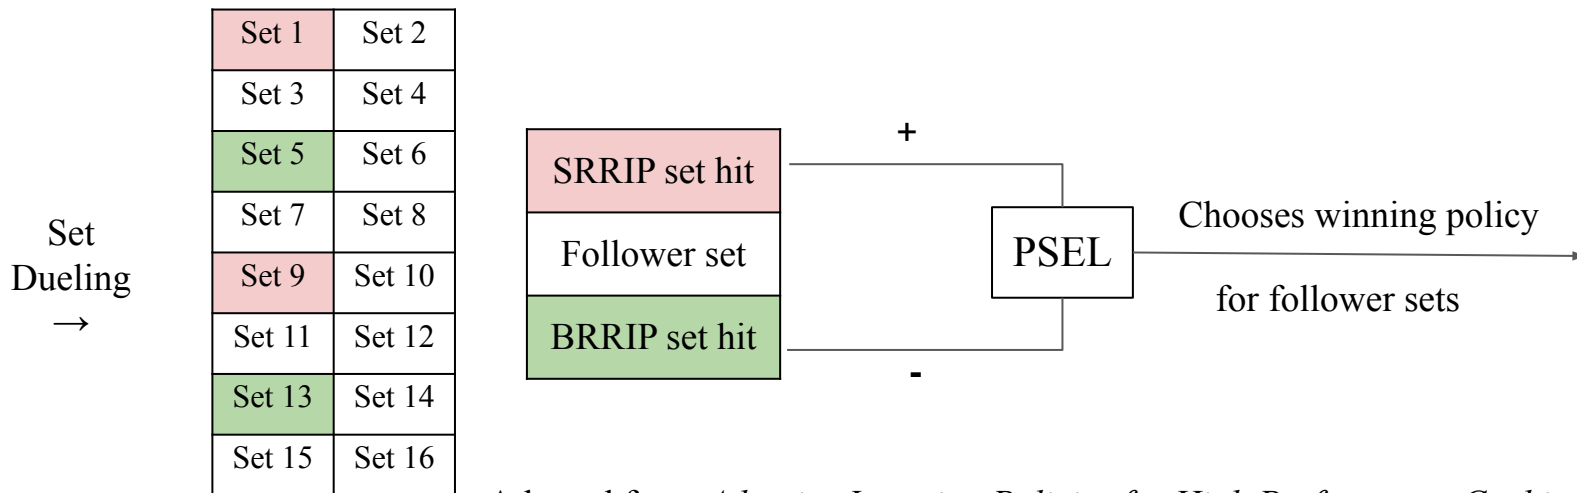 Set 1 Set 2
Set 3 Set 4
Set 5 Set 6
Set 7 Set 8
Set 9 Set 10
Set 11 Set 12
Set 13 Set 14
Set 15 Set 16
Set
Dueling
→
SRRIP set hit
Follower set
BRRIP set hit
+
-
PSEL
Chooses winning policy
for follower sets